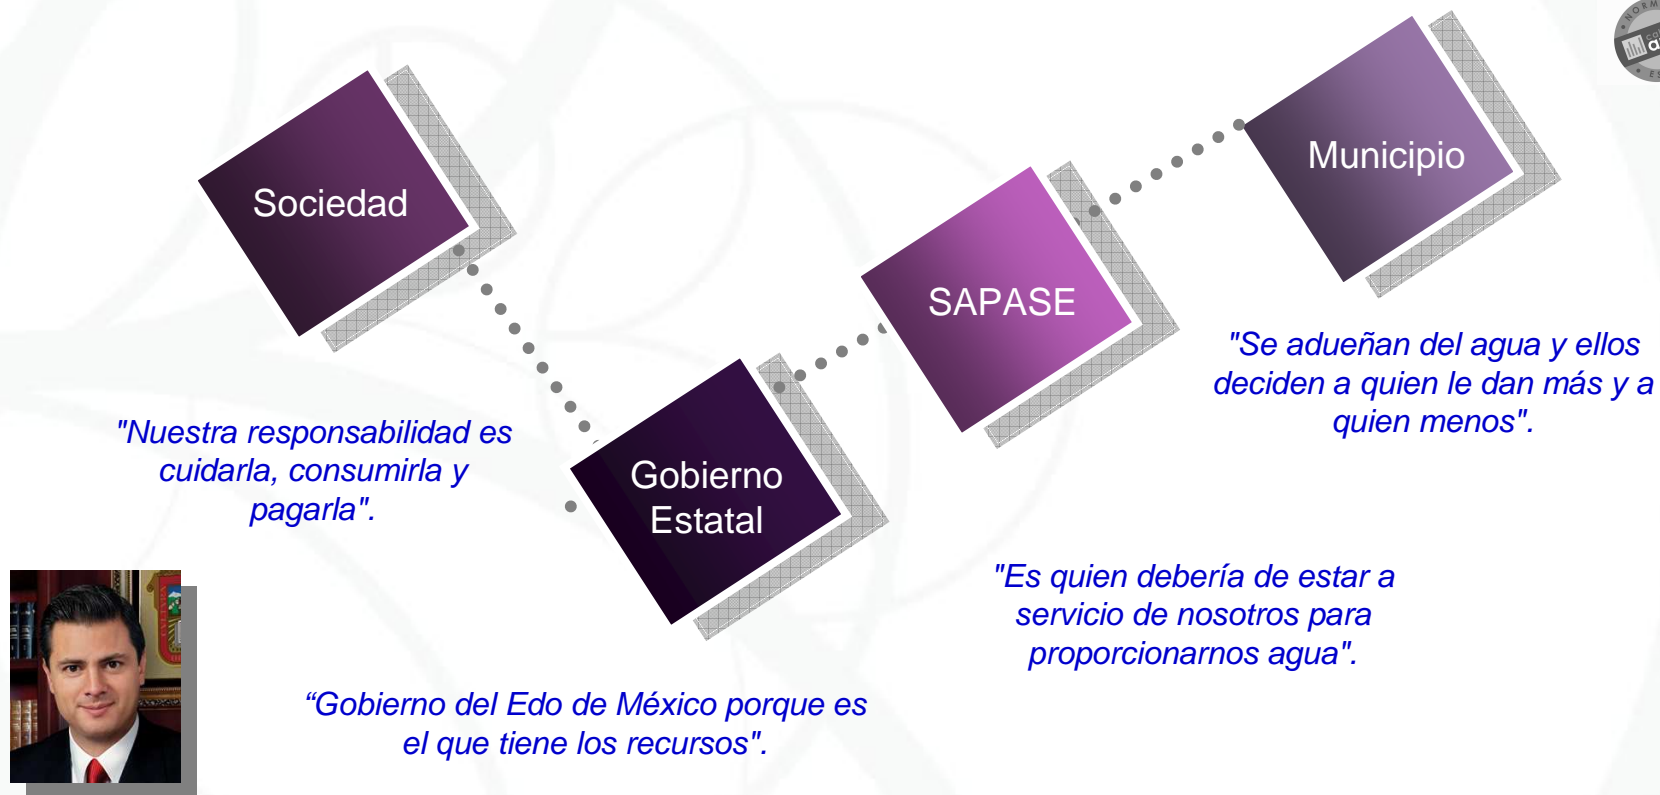 Sociedad
"Nuestra responsabilidad es
cuidarla, consumirla y
pagarla".
Gobierno
Estatal
“Gobierno del Edo de México porque es
el que tiene los recursos".
SAPASE
"Es quien debería de estar a
servicio de nosotros para
proporcionarnos agua".
Municipio
"Se adueñan del agua y ellos
deciden a quien le dan más y a
quien menos".